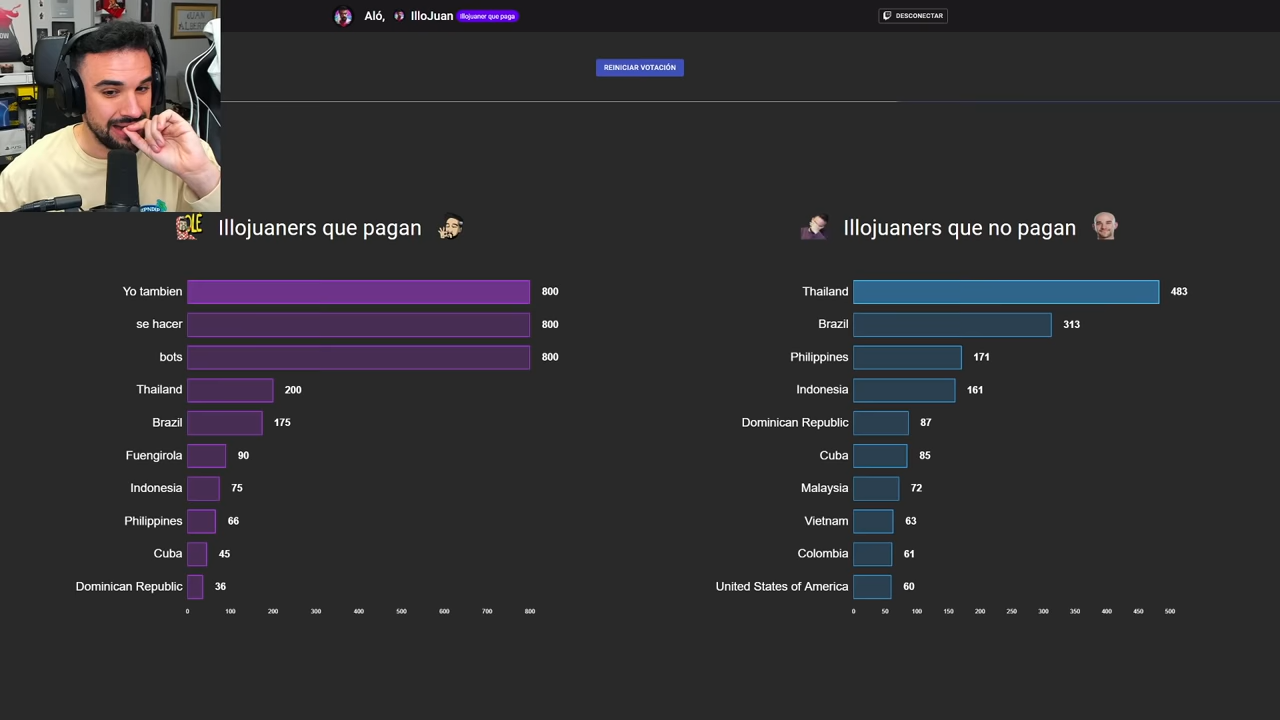 Aló, IlloJuan Illojuaner que paga
DESCONECTAR
REINICIAR VOTACIÓN
Illojuaners que pagan
Yo tambien 800
se hacer 800
bots 800
Thailand 200
Brazil 175
Fuengirola 90
Indonesia 75
Philippines 66
Cuba 45
Dominican Republic 36
0 100 200 300 400 500 600 700 800
Illojuaners que no pagan
Thailand 483
Brazil 313
Philippines 171
Indonesia 161
Dominican Republic 87
Cuba 85
Malaysia 72
Vietnam 63
Colombia 61
United States of America 60
0 50 100 150 200 250 300 350 400 450 500